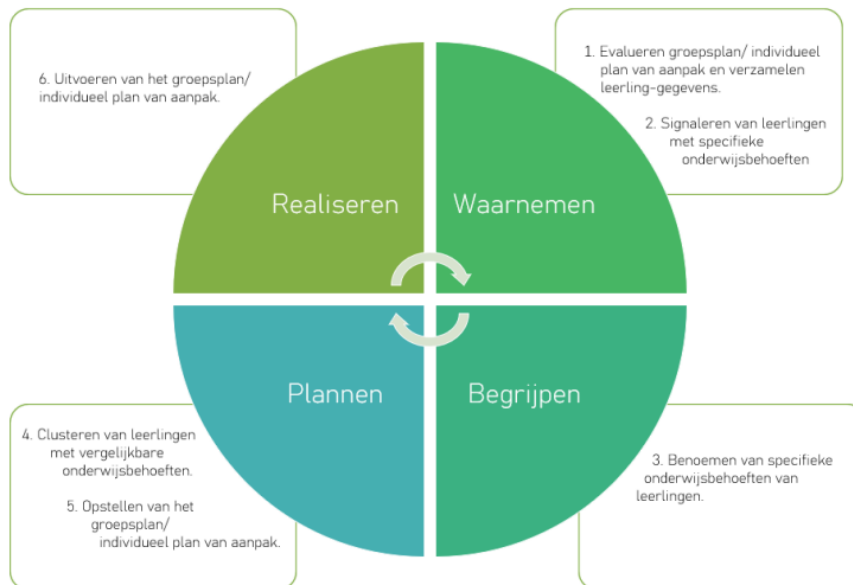 1. Evalueren groepsplan/ individueel
plan van aanpak en verzamelen
leerling-gegevens.
2. Signaleren van leerlingen
met specifieke
onderwijsbehoeften
Waarnemen
Begrijpen
3. Benoemen van specifieke
onderwijsbehoeften van
leerlingen.
Plannen
4. Clusteren van leerlingen
met vergelijkbare
onderwijsbehoeften.
5. Opstellen van het
groepsplan/
individueel plan van aanpak.
Realiseren
6. Uitvoeren van het groepsplan/
individueel plan van aanpak.